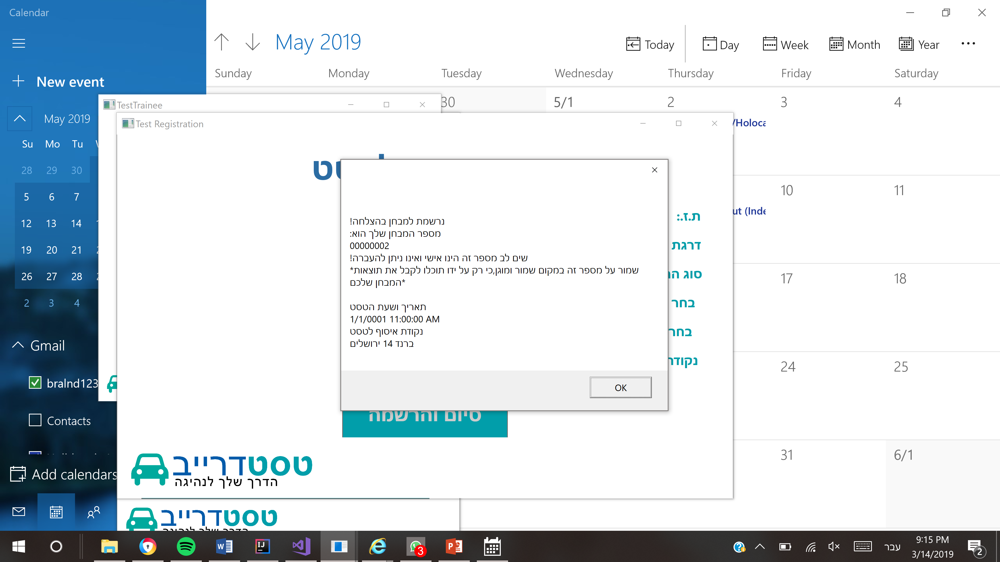 Calendar
May 2019
Today
Day
Week
Month
Year
Sunday
Monday
Tuesday
Wednesday
Thursday
Friday
Saturday
New event
May 2019
Su Mo Tu
28 29 30
5 6 7
12 13 14
19 20 21
26 27 28
2 3 4
Gmail
bralnd123
Contacts
Add calendars
30 5/1 2 3 4
/Holoca
10 11
ut (Inde
17 18
24 25
31 6/1
TestTrainee
Test Registration
ת.ז.:
דרגת
סוג
בחר
בחר
נרשמת למבחן בהצלחה!
מספר המבחן שלך הוא:
00000002
שים לב מספר זה הינו אישי ואינו ניתן להעברה!
שמור על מספר זה במקום שמור ומוגן,כי רק על ידו תוכלו לקבל את תוצאות*
*המבחן שלכם
תאריך ושעת הטסט
1/1/0001 11:00:00 AM
נקודת איסוף לטסט
ברנד 14 ירושלים
OK
סיום והרשמה
טסטדרייב
הדרך שלך לנהיגה
טסטדרייב
הדרך שלך לנהיגה
3
עבר
9:15 PM
3/14/2019
2